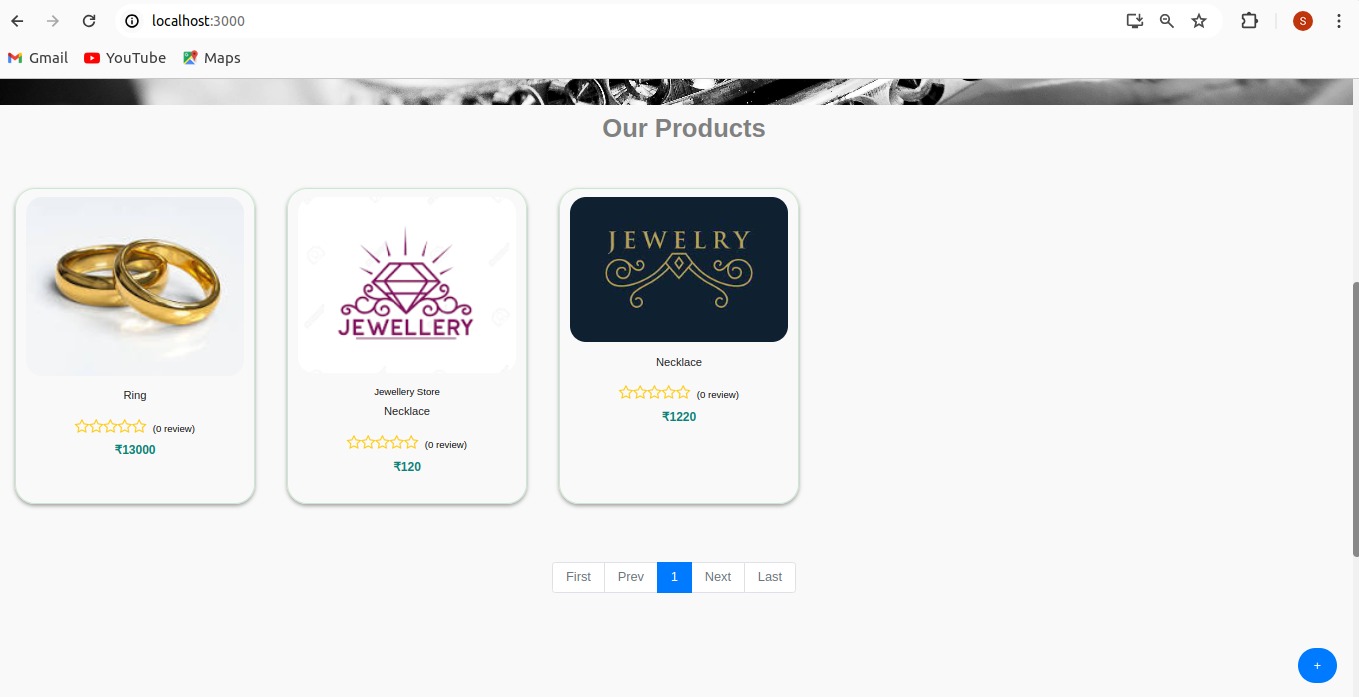 localhost:3000
S
Gmail
YouTube
Maps
Our Products
Ring
(0 review)
₹13000
JEWELLERY
Jewellery Store
Necklace
(0 review)
₹120
JEWELRY
Necklace
(0 review)
₹1220
First
Prev
1
Next
Last
+